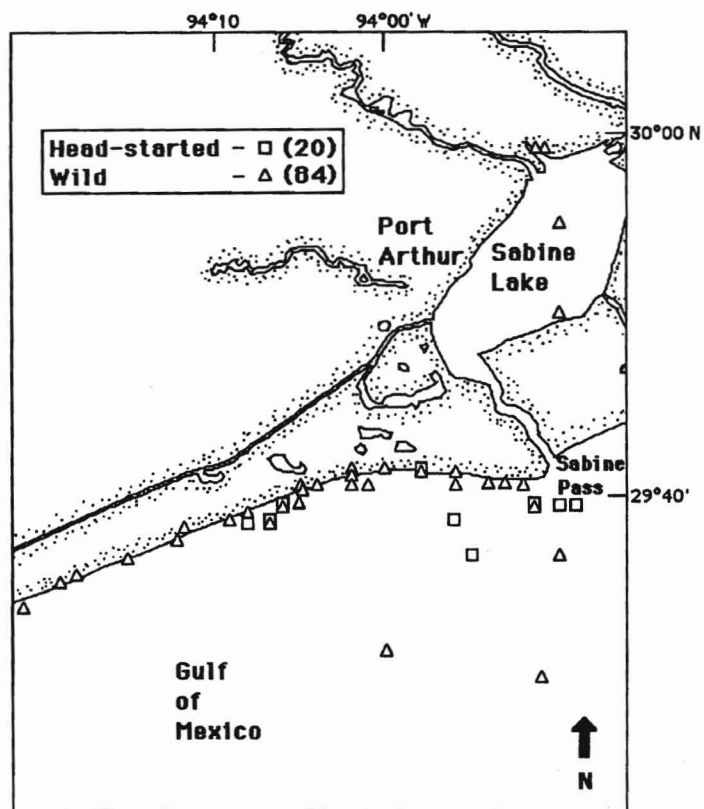 94°10'
94°00' W
30°00 N
Head-started - □ (20)
Wild - △ (84)
Port
Arthur
Sabine
Lake
Sabine
Pass
29°40'
Gulf
of
Mexico
N